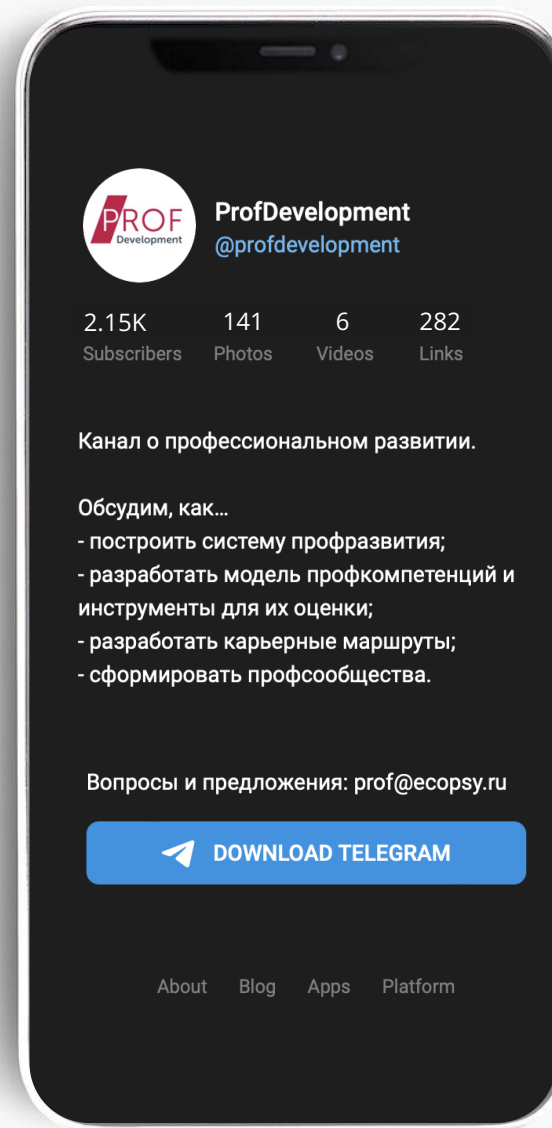 PROF
Development
ProfDevelopment
@profdevelopment
2.15K 141 6 282
Subscribers Photos Videos Links
Канал о профессиональном развитии.
Обсудим, как...
- построить систему профразвития;
- разработать модель профкомпетенций и
инструменты для их оценки;
- разработать карьерные маршруты;
- сформировать профсообщества.
Вопросы и предложения: prof@ecopsy.ru
DOWNLOAD TELEGRAM
About Blog Apps Platform